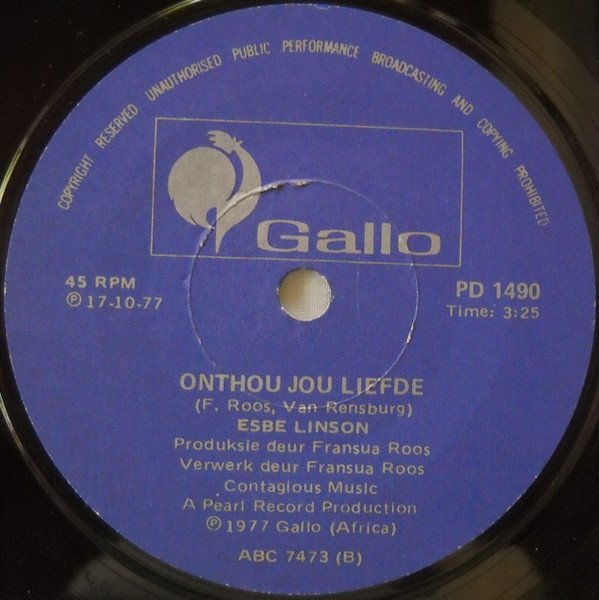 COPYRIGHT RESERVED UNAUTHORISED PUBLIC PERFORMANCE BROADCASTING AND COPYING PROHIBITED
Gallo
45 RPM
Ⓟ 17-10-77
PD 1490
Time: 3:25
ONTHOU JOU LIEFDE
(F. Roos, Van Rensburg)
ESBE LINSON
Produksie deur Fransua Roos
Verwerk deur Fransua Roos
Contagious Music
A Pearl Record Production
Ⓟ 1977 Gallo (Africa)
ABC 7473 (B)